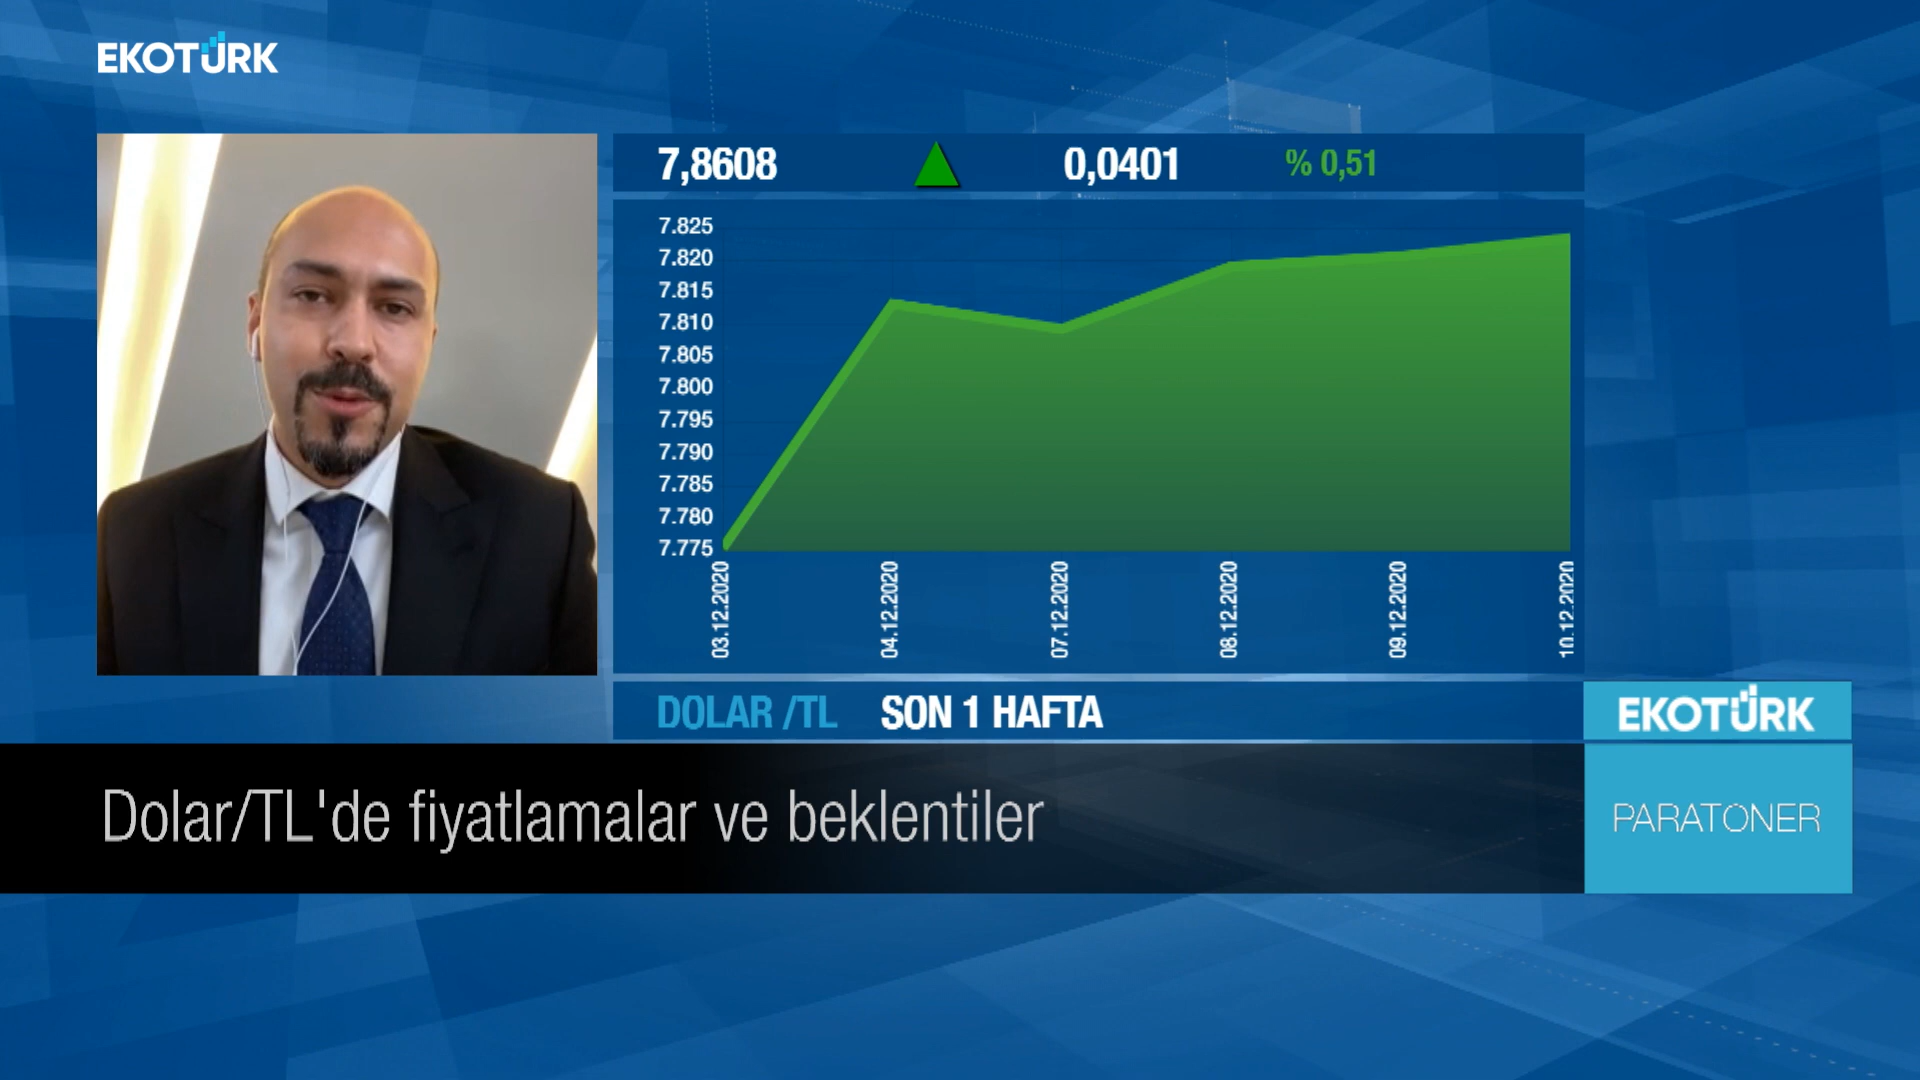 EKOTÜRK
7,8608 0,0401 % 0,51
7.825
7.820
7.815
7.810
7.805
7.800
7.795
7.790
7.785
7.780
7.775
03.12.2020
04.12.2020
07.12.2020
08.12.2020
09.12.2020
10.12.2020
DOLAR /TL SON 1 HAFTA
EKOTÜRK
Dolar/TL'de fiyatlamalar ve beklentiler
PARATONER